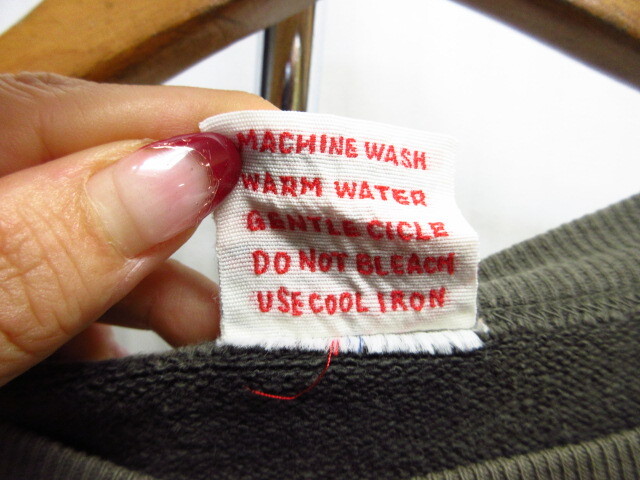 MACHINE WASH
WARM WATER
GENTLE CICLE
DO NOT BLEACH
USE COOL IRON